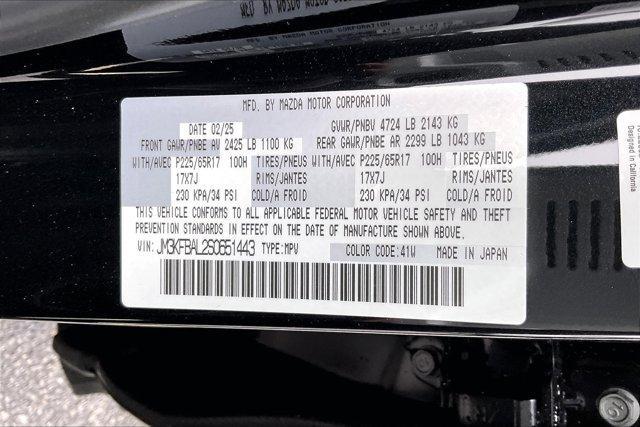 MFD. BY MAZDA MOTOR CORPORATION
DATE 02/25 GVWR/PNBV 4724 LB 2143 KG
FRONT GAWR/PNBE AV 2425 LB 1100 KG REAR GAWR/PNBE AR 2299 LB 1043 KG
WITH/AVEC P225/65R17 100H TIRES/PNEUS WITH/AVEC P225/65R17 100H TIRES/PNEUS
17X7J RIMS/JANTES 17X7J RIMS/JANTES
230 KPA/34 PSI COLD/A FROID 230 KPA/34 PSI COLD/A FROID
THIS VEHICLE CONFORMS TO ALL APPLICABLE FEDERAL MOTOR VEHICLE SAFETY AND THEFT
PREVENTION STANDARDS IN EFFECT ON THE DATE OF MANUFACTURE SHOWN ABOVE.
VIN: JM3KFBAL2S0651443 TYPE:MPV COLOR CODE:41W MADE IN JAPAN
Designed in California
10